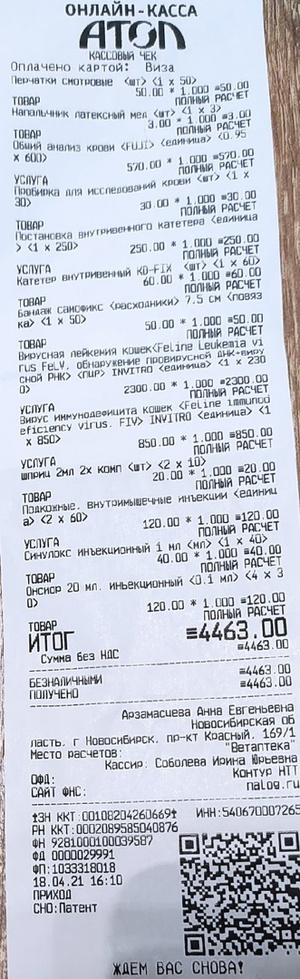 ОНЛАЙН-КАССА
АТОЛ
КАССОВЫЙ ЧЕК
Оплачено картой: Виза
Перчатки смотровые <шт> <1 x 50>
50.00 * 1.000 ≡50.00
ТОВАР ПОЛНЫЙ РАСЧЕТ
Напальчник латексный мед <шт> <1 x 3>
3.00 * 1.000 ≡3.00
ТОВАР ПОЛНЫЙ РАСЧЕТ
Общий анализ крови <FUJI> <единица> <0.95
x 600>
570.00 * 1.000 ≡570.00
УСЛУГА ПОЛНЫЙ РАСЧЕТ
Пробирка для исследований крови <шт> <1 x
30>
30.00 * 1.000 ≡30.00
ТОВАР ПОЛНЫЙ РАСЧЕТ
Постановка внутривенного катетера <единица
> <1 x 250>
250.00 * 1.000 ≡250.00
УСЛУГА ПОЛНЫЙ РАСЧЕТ
Катетер внутривенный KD-FIX <шт> <1 x 60>
60.00 * 1.000 ≡60.00
ТОВАР ПОЛНЫЙ РАСЧЕТ
Бандаж самофикс <расходники> 7.5 см <повяз
ка> <1 x 50>
50.00 * 1.000 ≡50.00
ТОВАР ПОЛНЫЙ РАСЧЕТ
Вирусная лейкемия кошек<Feline Leukemia vi
rus FeLV, обнаружение провирусной ДНК-виру
сной РНК> <ПЦР> INVITRO <единица> <1 x 230
0>
2300.00 * 1.000 ≡2300.00
УСЛУГА ПОЛНЫЙ РАСЧЕТ
Вирус иммунодефицита кошек <Feline immunod
eficiency virus, FIV> INVITRO <единица> <1
x 850>
850.00 * 1.000 ≡850.00
УСЛУГА ПОЛНЫЙ РАСЧЕТ
шприц 2мл 2х комп <шт> <2 x 10>
20.00 * 1.000 ≡20.00
ТОВАР ПОЛНЫЙ РАСЧЕТ
Подкожные, внутримышечные инъекции <единиц
а> <2 x 60>
120.00 * 1.000 ≡120.00
УСЛУГА ПОЛНЫЙ РАСЧЕТ
Синулокс инъекционный 1 мл <мл> <1 x 40>
40.00 * 1.000 ≡40.00
ТОВАР ПОЛНЫЙ РАСЧЕТ
Онсиор 20 мл. инъекционный <0,1 мл> <4 x 3
0>
120.00 * 1.000 ≡120.00
ТОВАР ПОЛНЫЙ РАСЧЕТ
ИТОГ ≡4463.00
Сумма без НДС ≡4463.00
БЕЗНАЛИЧНЫМИ ≡4463.00
ПОЛУЧЕНО ≡4463.00
Арзамасцева Анна Евгеньевна
Новосибирская об
ласть, г Новосибирск, пр-кт Красный, 169/1
Место расчетов: "Ветаптека"
Кассир: Соболева Ирина Юрьевна
ОФД: Контур НТТ
САЙТ ФНС: nalog.ru
ЗН ККТ:00108204260669 ИНН:5406700072​65
РН ККТ:0002089585040876
ФН 9281000100039587
ФД 0000029991
ФП:1033318018
18.04.21 16:10
ПРИХОД
СНО:Патент
ЖДЕМ ВАС СНОВА!